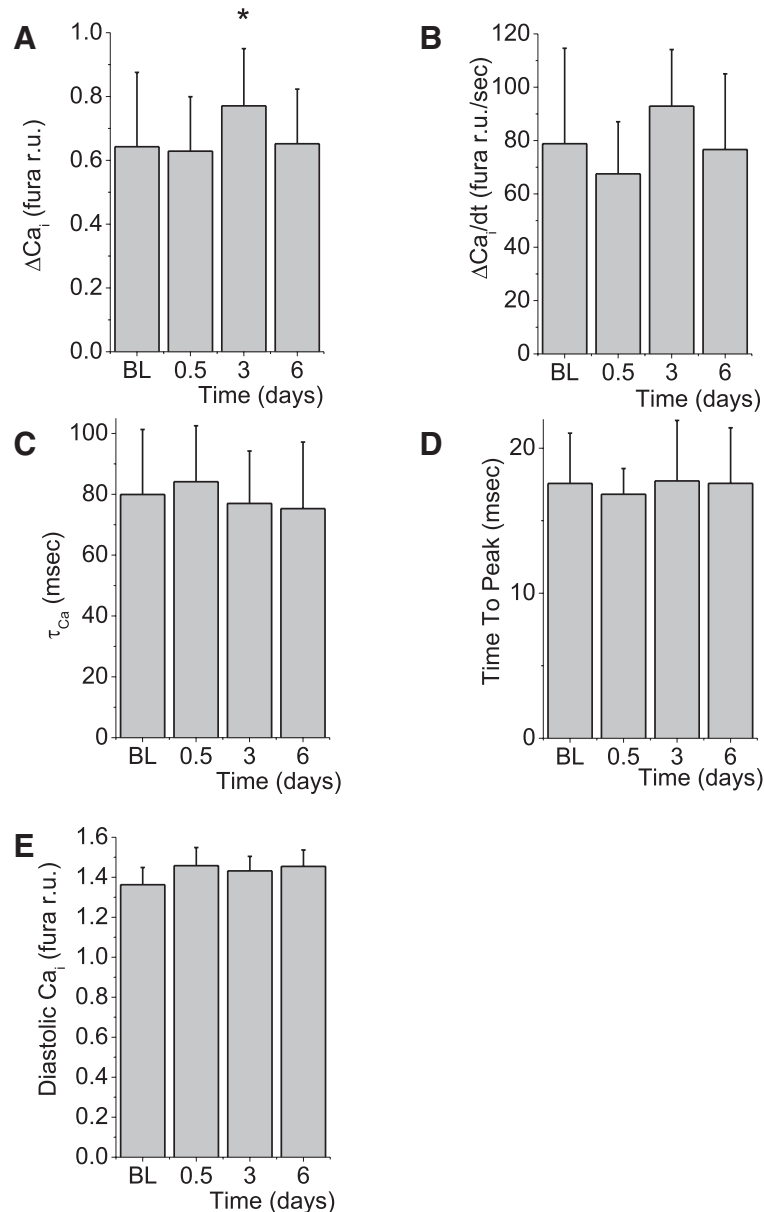 A
*
ΔCai (fura r.u.)
1.0
0.8
0.6
0.4
0.2
0.0
BL 0.5 3 6
Time (days)
B
ΔCai/dt (fura r.u./sec)
120
100
80
60
40
20
0
BL 0.5 3 6
Time (days)
C
τCa (msec)
100
80
60
40
20
0
BL 0.5 3 6
Time (days)
D
Time To Peak (msec)
20
10
0
BL 0.5 3 6
Time (days)
E
Diastolic Cai (fura r.u.)
1.6
1.4
1.2
1.0
0.8
0.6
0.4
0.2
0.0
BL 0.5 3 6
Time (days)